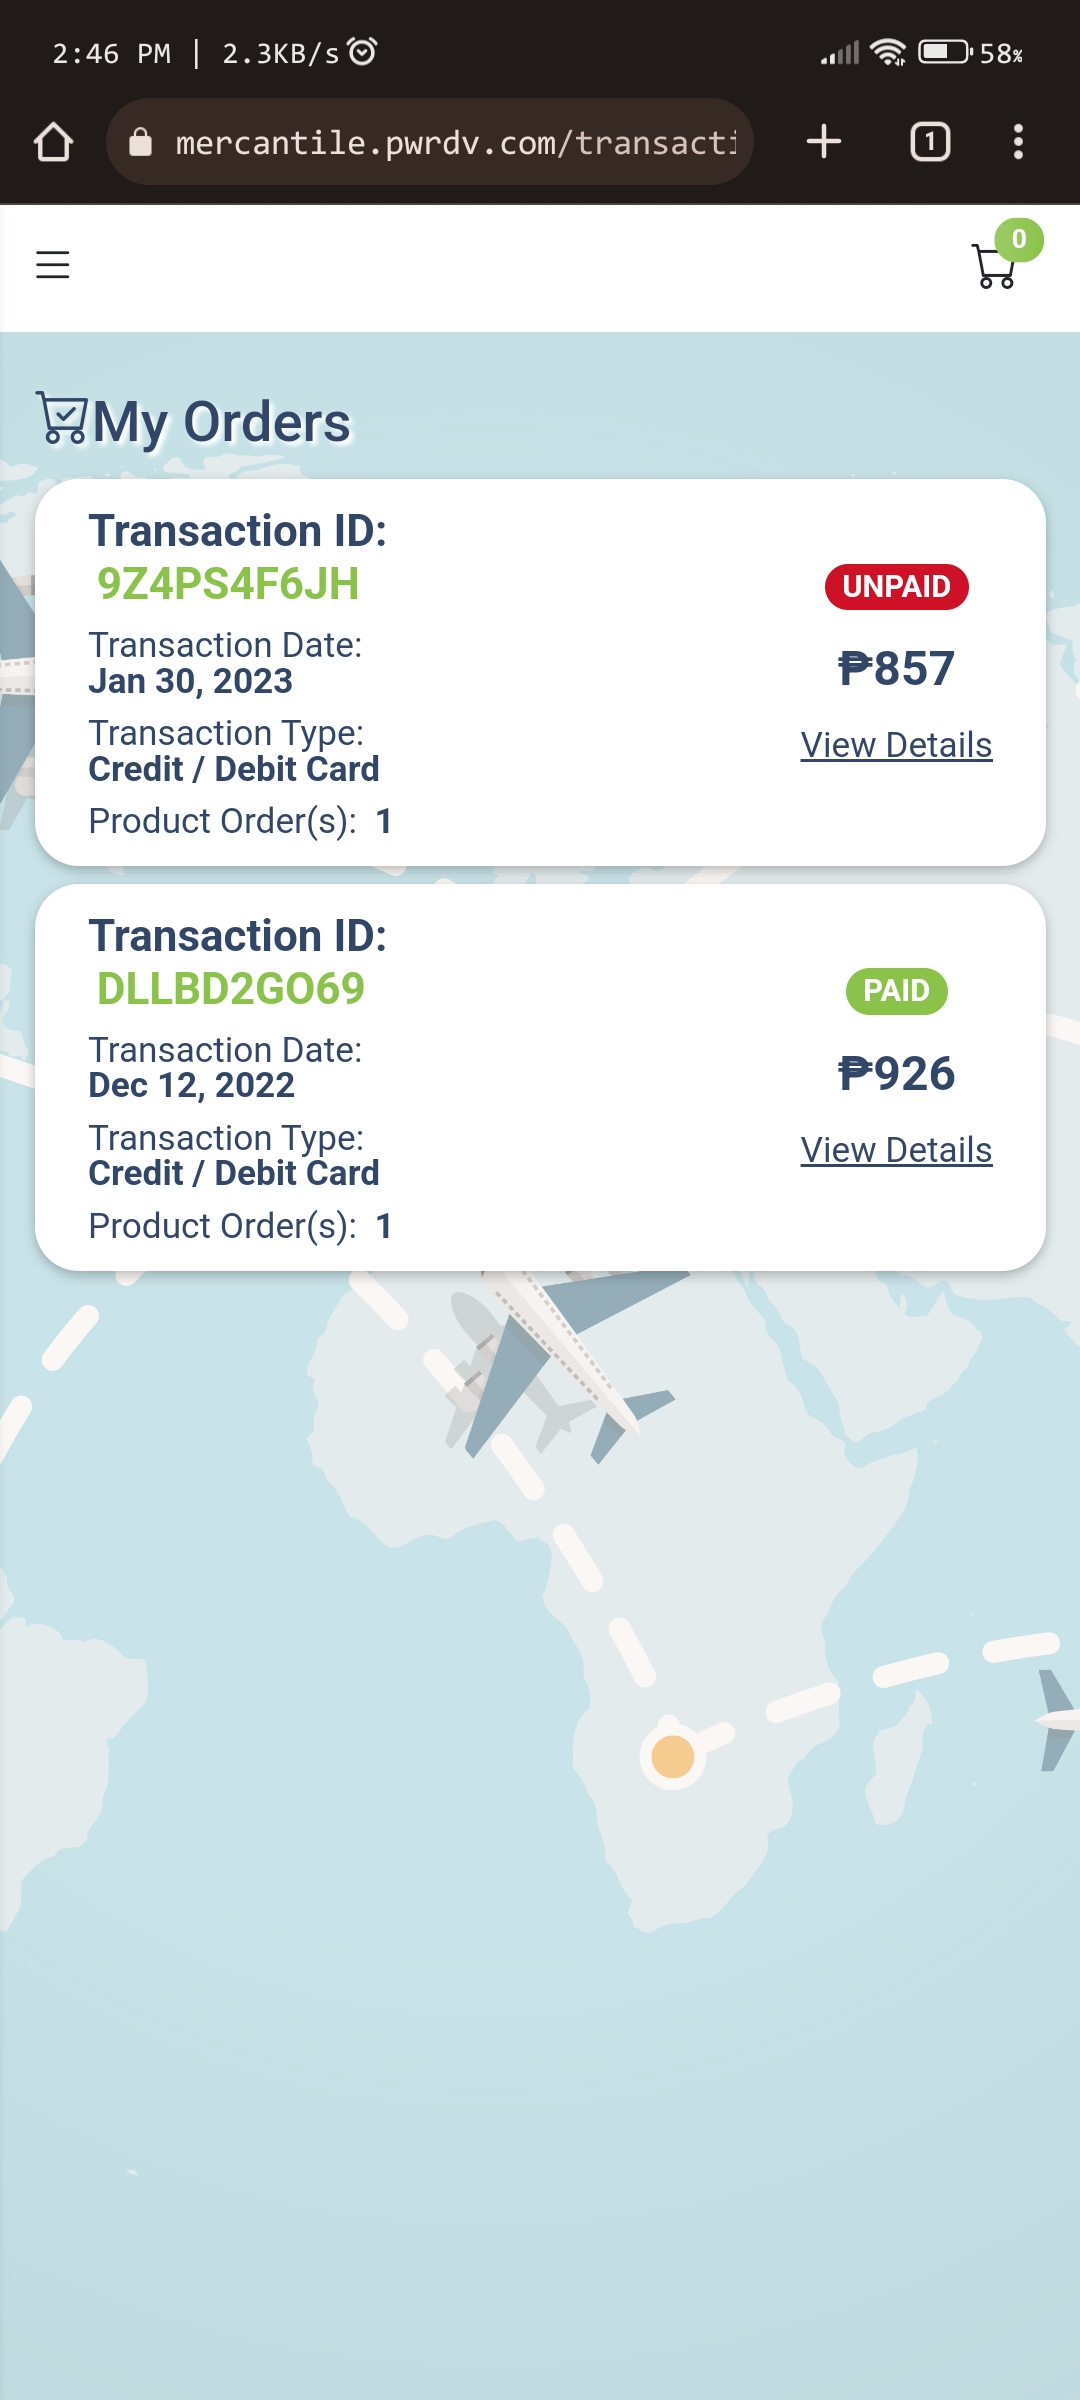 2:46 PM | 2.3KB/s
58%
mercantile.pwrdv.com/transacti
1
0
My Orders
Transaction ID:
9Z4PS4F6JH
UNPAID
Transaction Date:
Jan 30, 2023
₱857
Transaction Type:
Credit / Debit Card
View Details
Product Order(s): 1
Transaction ID:
DLLBD2GO69
PAID
Transaction Date:
Dec 12, 2022
₱926
Transaction Type:
Credit / Debit Card
View Details
Product Order(s): 1